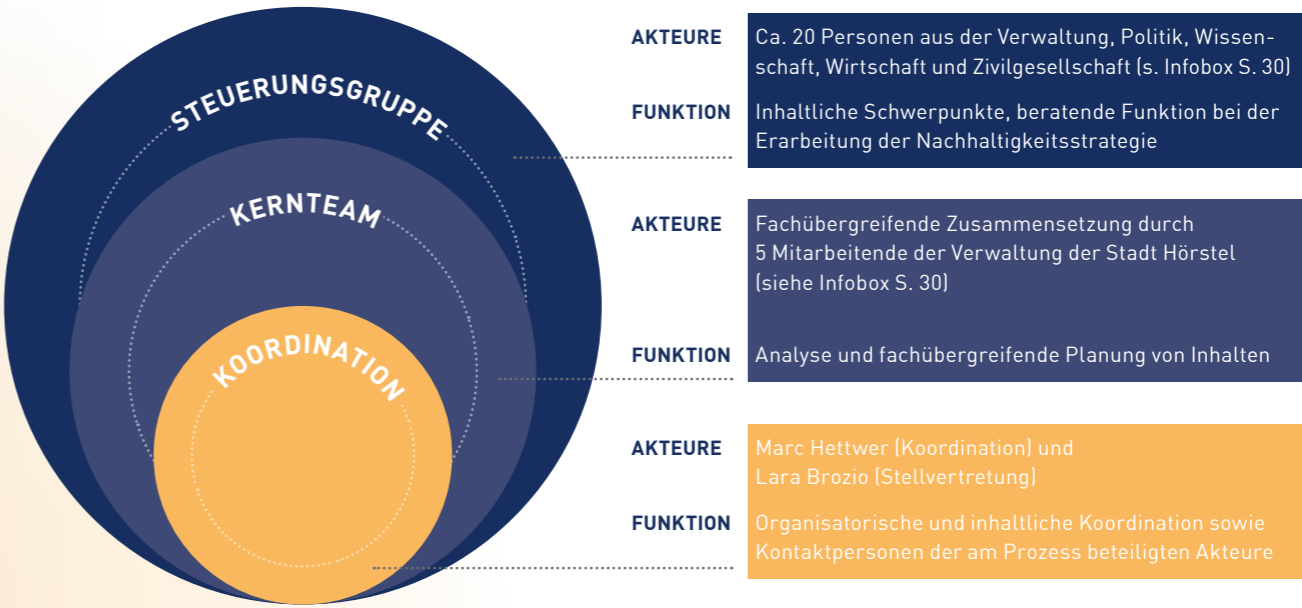 STEUERUNGSGRUPPE
KERNTEAM
KOORDINATION
AKTEURE
Ca. 20 Personen aus der Verwaltung, Politik, Wissen-
schaft, Wirtschaft und Zivilgesellschaft (s. Infobox S. 30)
FUNKTION
Inhaltliche Schwerpunkte, beratende Funktion bei der
Erarbeitung der Nachhaltigkeitsstrategie
AKTEURE
Fachübergreifende Zusammensetzung durch
5 Mitarbeitende der Verwaltung der Stadt Hörstel
(siehe Infobox S. 30)
FUNKTION
Analyse und fachübergreifende Planung von Inhalten
AKTEURE
Marc Hettwer (Koordination) und
Lara Brozio (Stellvertretung)
FUNKTION
Organisatorische und inhaltliche Koordination sowie
Kontaktpersonen der am Prozess beteiligten Akteure